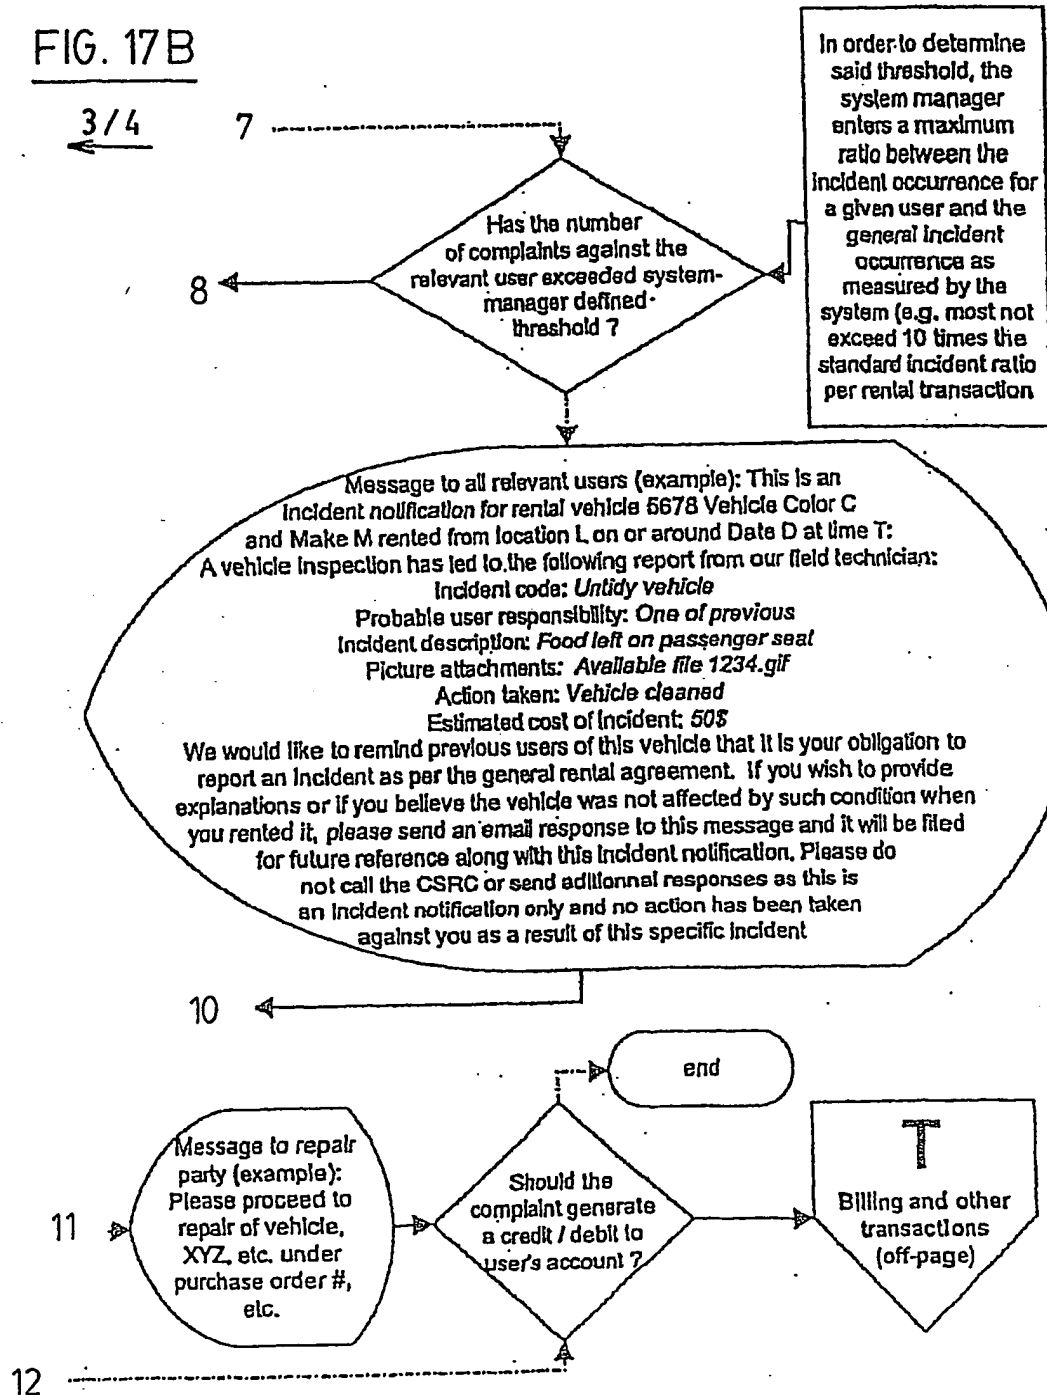 FIG. 17B
3/4
7
In order to determine
said threshold, the
system manager
enters a maximum
ratio between the
incident occurrence for
a given user and the
general incident
occurrence as
measured by the
system (e.g. most not
exceed 10 times the
standard incident ratio
per rental transaction
Has the number
of complaints against the
relevant user exceeded system-
manager defined
threshold ?
8
Message to all relevant users (example): This is an
incident notification for rental vehicle 5678 Vehicle Color C
and Make M rented from location L on or around Date D at time T:
A vehicle inspection has led to the following report from our field technician:
Incident code: Untidy vehicle
Probable user responsibility: One of previous
Incident description: Food left on passenger seat
Picture attachments: Available file 1234.gif
Action taken: Vehicle cleaned
Estimated cost of incident: 50$
We would like to remind previous users of this vehicle that it is your obligation to
report an incident as per the general rental agreement. If you wish to provide
explanations or if you believe the vehicle was not affected by such condition when
you rented it, please send an email response to this message and it will be filed
for future reference along with this incident notification. Please do
not call the CSRC or send aditionnal responses as this is
an incident notification only and no action has been taken
against you as a result of this specific incident
10
end
11
Message to repair
party (example):
Please proceed to
repair of vehicle,
XYZ, etc. under
purchase order #,
etc.
Should the
complaint generate
a credit / debit to
user's account ?
T
Billing and other
transactions
(off-page)
12